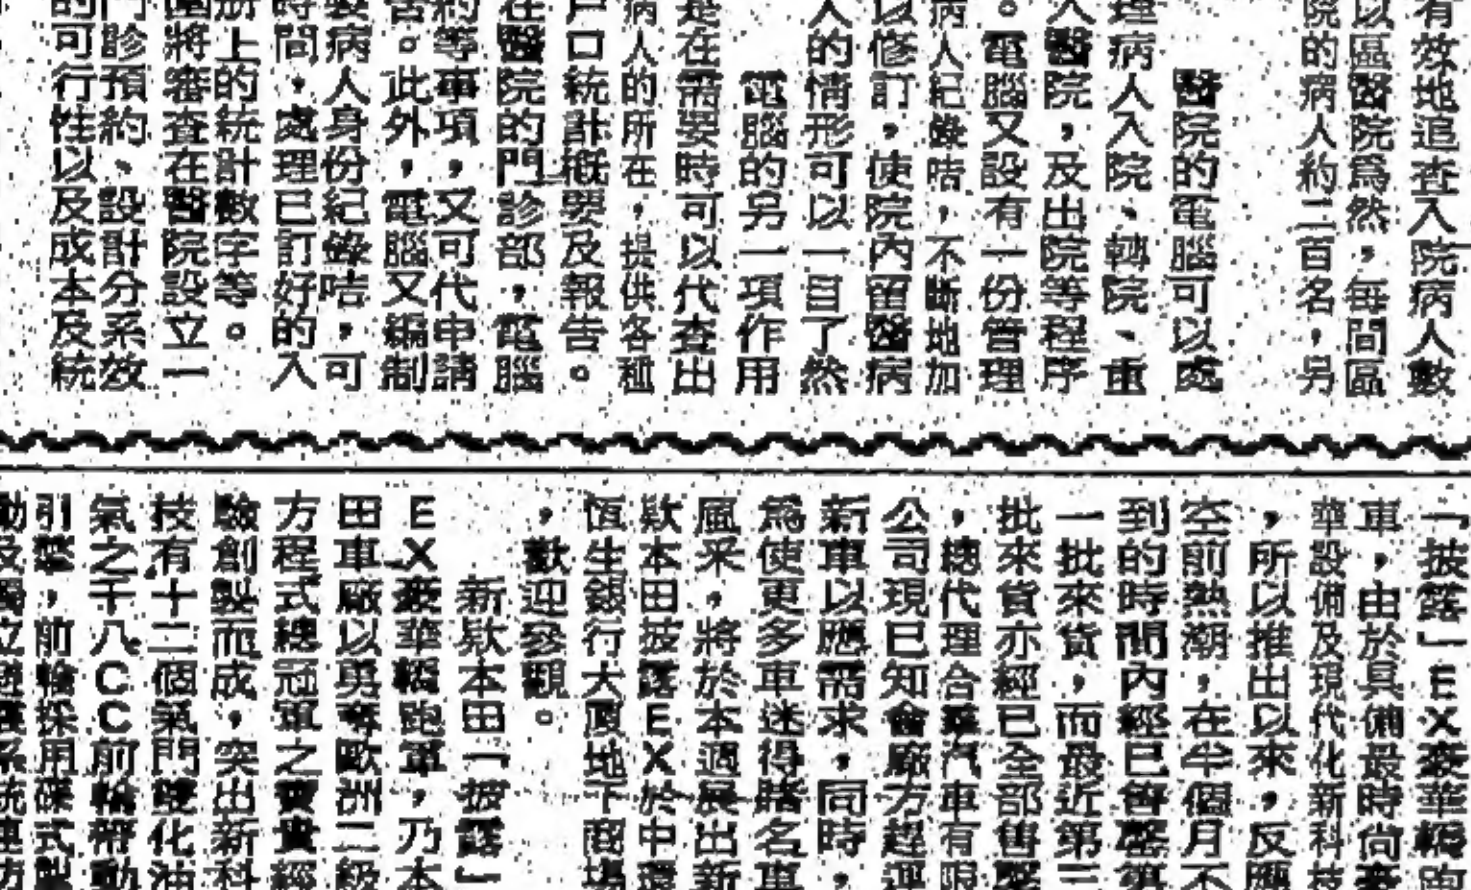 有效地追查入院病人數
以區醫院爲然，每間區
院的病人約二百名，另
醫院的電腦可以處
理病人入院、轉院、重
入醫院，及出院等程序
。電腦又設有一份管理
病人紀錄咭，不斷地加
以修訂，使院內留醫病
人的情形可以一目了然
電腦的另一項作用
是在需要時可以代查出
病人的所在，提供各種
戶口統計概要及報告。
在醫院的門診部，電腦
約等事項，又可代申請
。此外，電腦又編制
病人身份紀錄咭，可
時間，處理已訂好的入
册上的統計數字等。
將審查在醫院設立一
門診預約、設計分系效
的可行性以及成本及統
「披露」EX豪華轎跑
車，由於具備最時尚豪
華設備及現代化新科技
，所以推出以來，反應
空前熱潮，在半個月不
到的時間內經已售罄第
一批來貨，而最近第二
批來貨亦經已全部售罄
，總代理合羣汽車有限
公司現已知會廠方趕運
新車以應需求，同時，
爲使更多車迷得睹名車
風采，將於本週展出新
欵本田披露EX於中環
恒生銀行大廈地下商場
，歡迎參觀。
新欵本田「披露」
EX豪華轎跑車，乃本
田車廠以勇奪歐洲二級
方程式總冠軍之寶貴經
驗創製而成，突出新科
技有十二個氣門雙化油
氣之千八CC前輪帶動
引擎，前輪採用碟式製